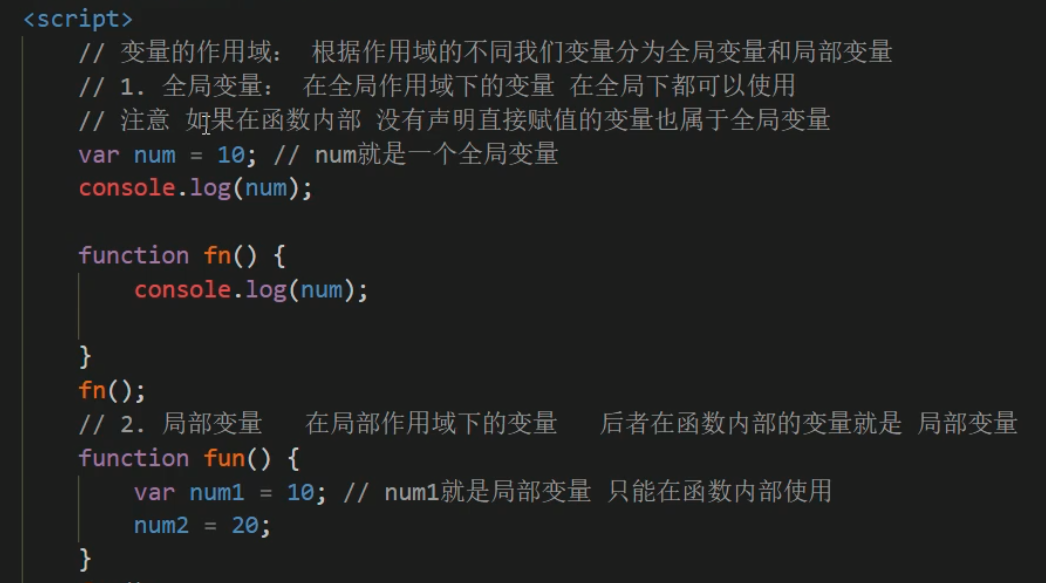 <script>
// 变量的作用域： 根据作用域的不同我们变量分为全局变量和局部变量
// 1. 全局变量： 在全局作用域下的变量 在全局下都可以使用
// 注意 如果在函数内部 没有声明直接赋值的变量也属于全局变量
var num = 10; // num就是一个全局变量
console.log(num);
function fn() {
console.log(num);
}
fn();
// 2. 局部变量 在局部作用域下的变量 后者在函数内部的变量就是 局部变量
function fun() {
var num1 = 10; // num1就是局部变量 只能在函数内部使用
num2 = 20;
}